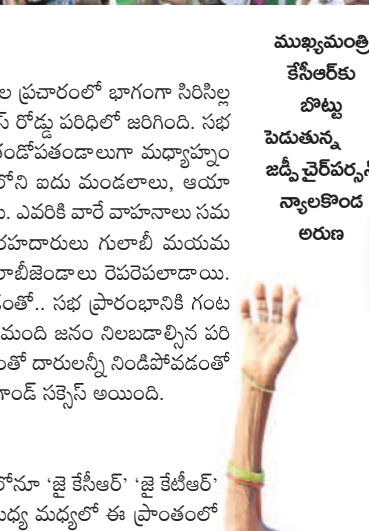 ల ప్రచారంలో భాగంగా సిరిసిల్ల
స్ రోడ్డు పరిధిలో జరిగింది. సభ
తండోపతండాలుగా మధ్యాహ్నం
లోని ఐదు మండలాలు, ఆయా
ఎవరికి వారే వాహనాలు సమ
రహదారులు గులాబీ మయమ
లాబీజెండాలు రెపరెపలాడాయి.
డంతో.. సభ ప్రారంభానికి గంట
మంది జనం నిలబడాల్సిన పరి
తో దారులన్నీ నిండిపోవడంతో
గ్రాండ్ సక్సెస్ అయింది.
లోనూ ‘జై కేసీఆర్’ ‘జై కేటీఆర్’
మధ్య మధ్యలో ఈ ప్రాంతంలో
ముఖ్యమంత్రి
కేసీఆర్‌కు
బొట్టు
పెడుతున్న
జడ్పీ చైర్‌పర్సన్
న్యాలకొండ
అరుణ